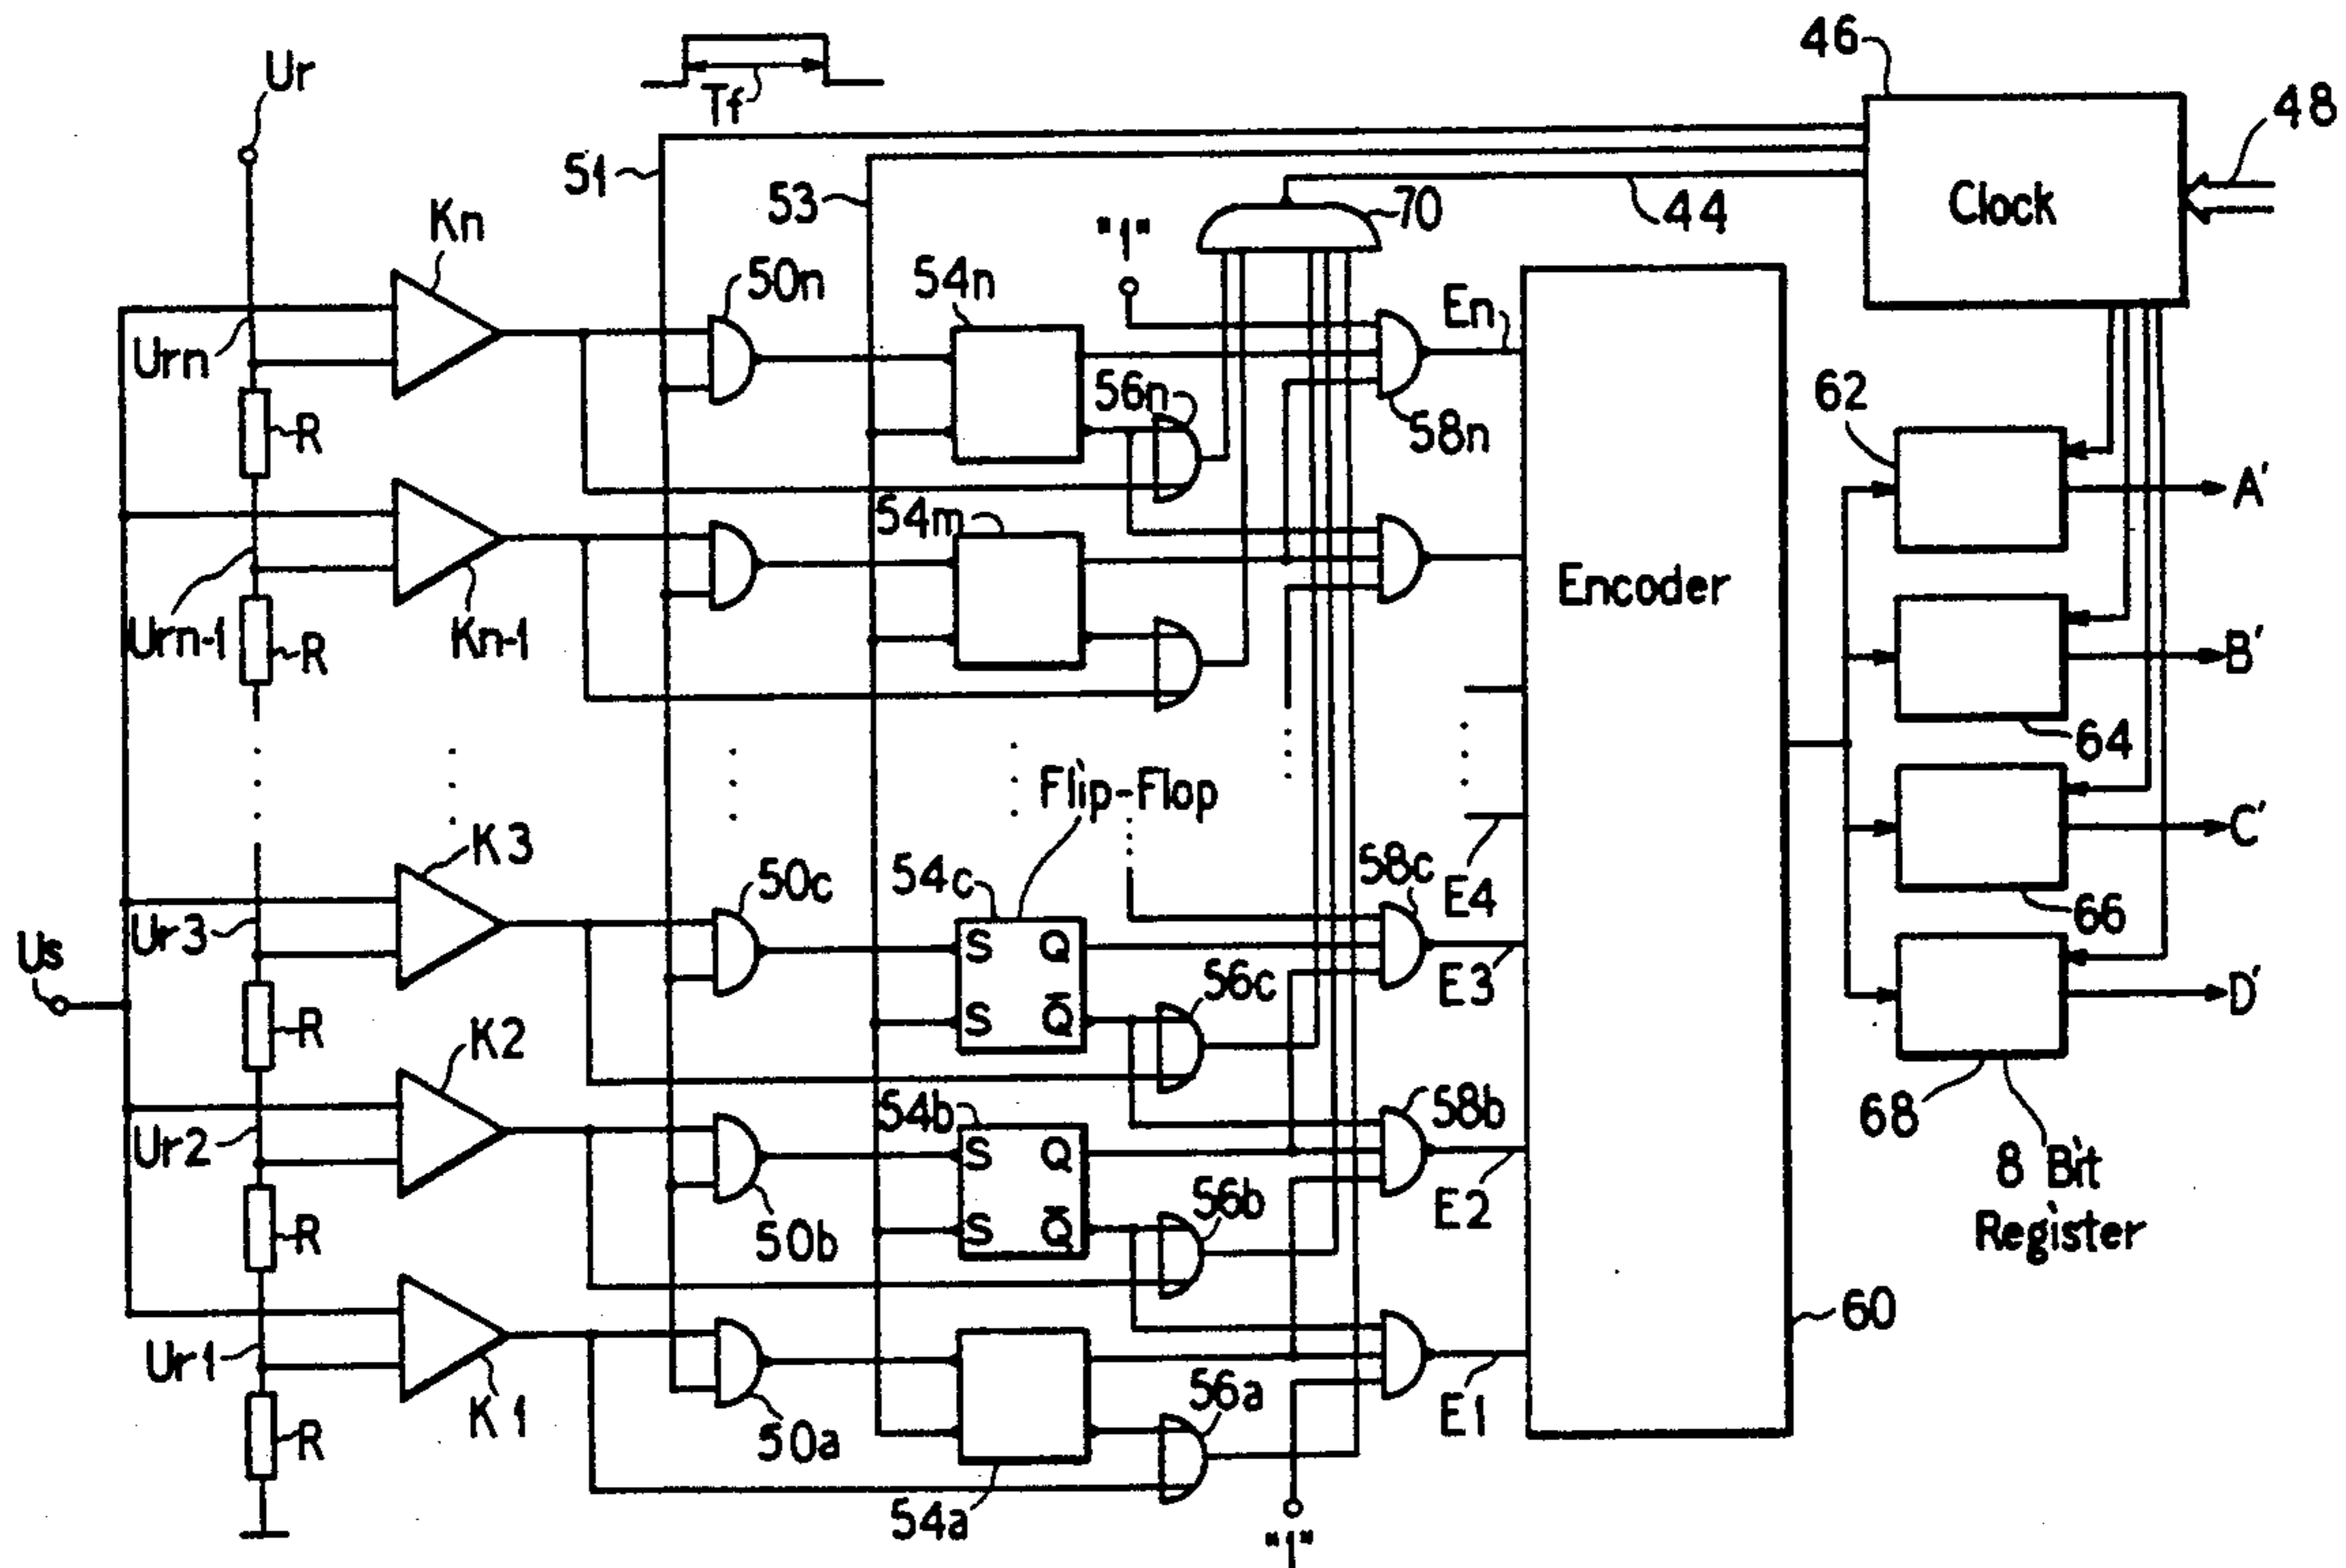 46
Ur
Tf
48
51
53
Clock
Kn
"1"
70
44
50n
54n
En
Urn
56n
62
R
58n
A'
54m
Encoder
Urn-1
R
Kn-1
B'
64
Flip-Flop
K3
58c
50c
54c
E4
C'
66
Ur3
Us
S
Q
E3
56c
D'
R
S
Q̅
K2
54b
58b
68
Ur2
S
Q
8 Bit
E2
56b
Register
R
50b
S
Q̅
60
Ur1
56a
E1
K1
50a
R
54a
"1"